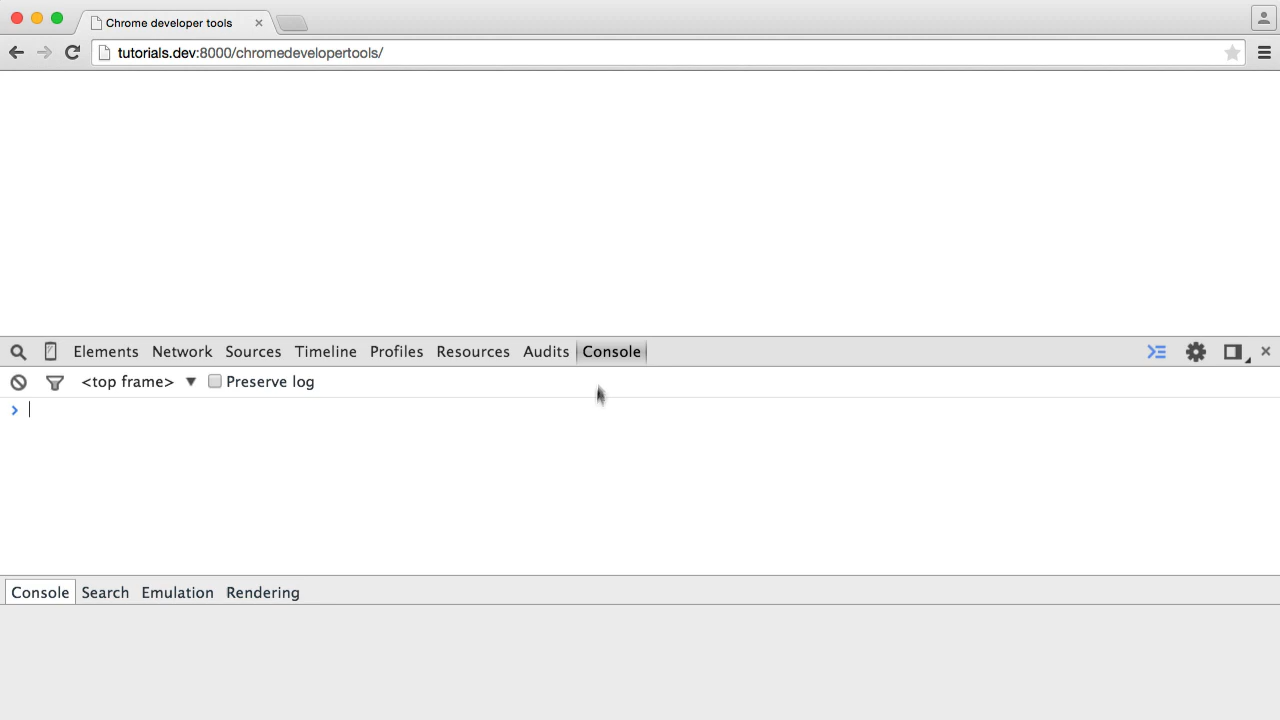 Chrome developer tools
tutorials.dev:8000/chromedevelopertools/
Elements Network Sources Timeline Profiles Resources Audits Console
<top frame> Preserve log
Console Search Emulation Rendering